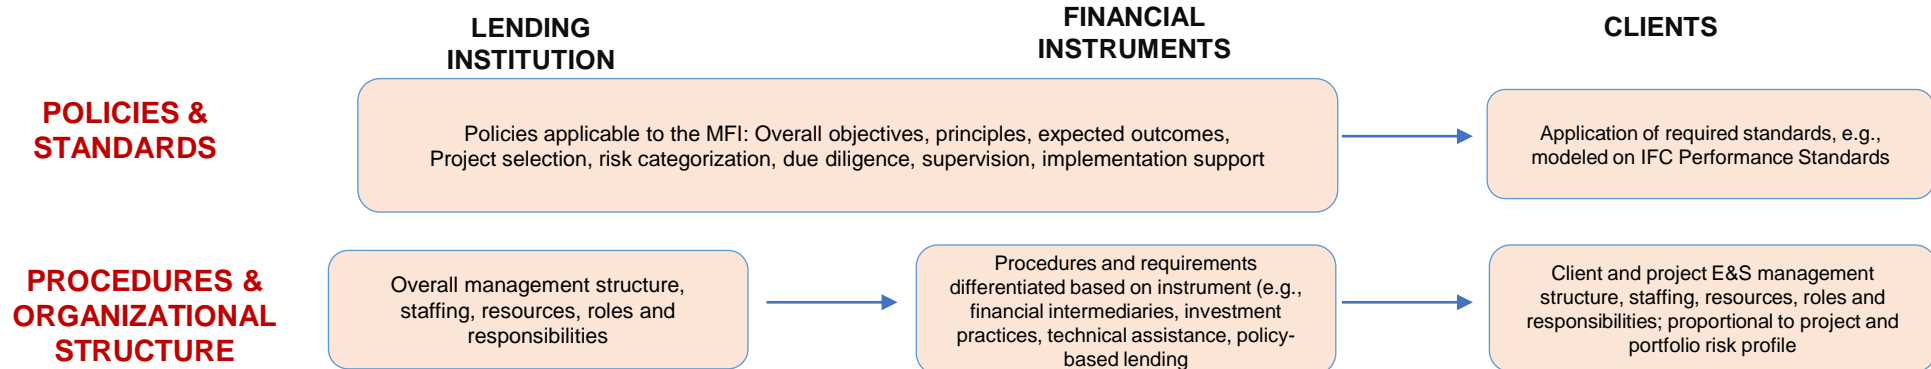 LENDING
INSTITUTION
FINANCIAL
INSTRUMENTS
CLIENTS
POLICIES &
STANDARDS
Policies applicable to the MFI: Overall objectives, principles, expected outcomes,
Project selection, risk categorization, due diligence, supervision, implementation support
Application of required standards, e.g.,
modeled on IFC Performance Standards
PROCEDURES &
ORGANIZATIONAL
STRUCTURE
Overall management structure,
staffing, resources, roles and
responsibilities
Procedures and requirements
differentiated based on instrument (e.g.,
financial intermediaries, investment
practices, technical assistance, policy-
based lending
Client and project E&S management
structure, staffing, resources, roles and
responsibilities; proportional to project and
portfolio risk profile